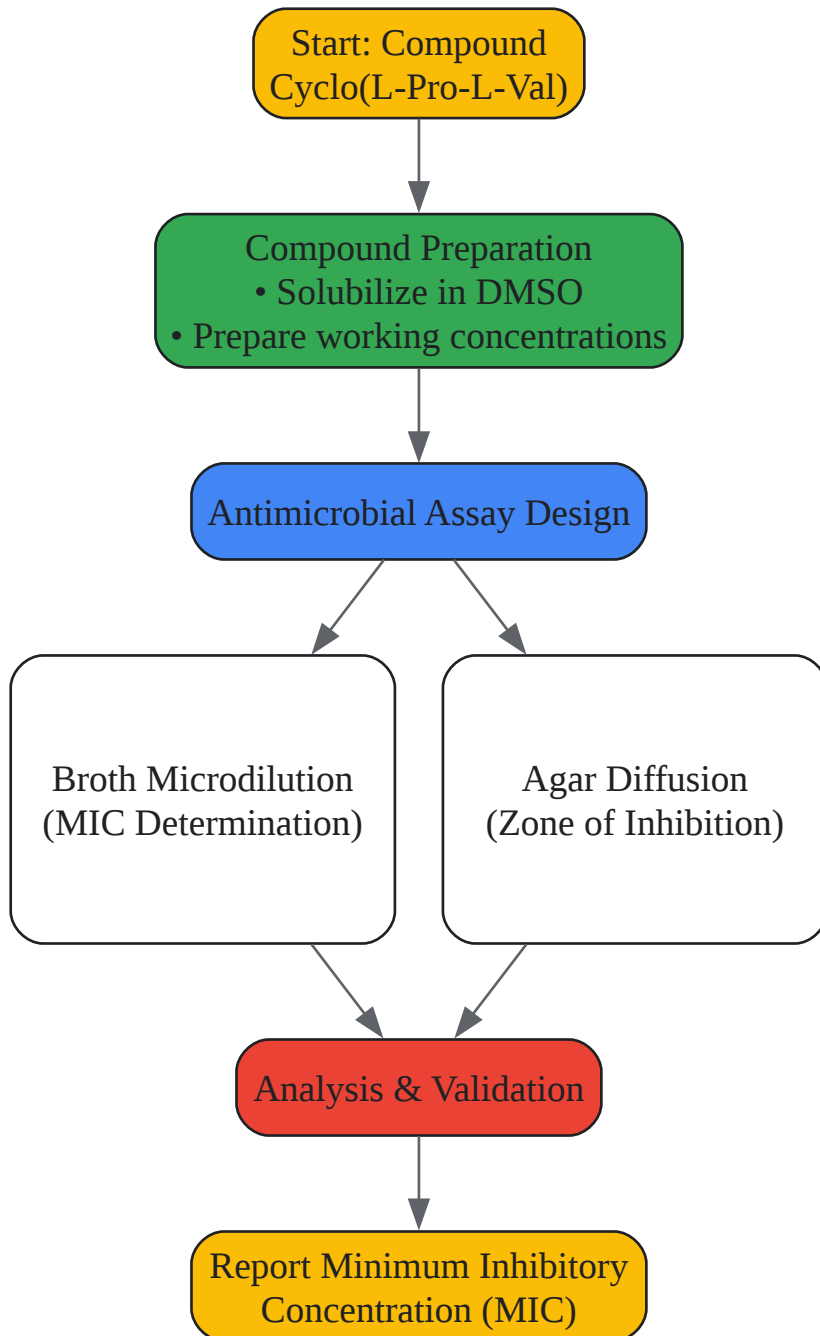 Start: Compound
Cyclo(L-Pro-L-Val)
Compound Preparation
• Solubilize in DMSO
• Prepare working concentrations
Antimicrobial Assay Design
Broth Microdilution
(MIC Determination)
Agar Diffusion
(Zone of Inhibition)
Analysis & Validation
Report Minimum Inhibitory
Concentration (MIC)